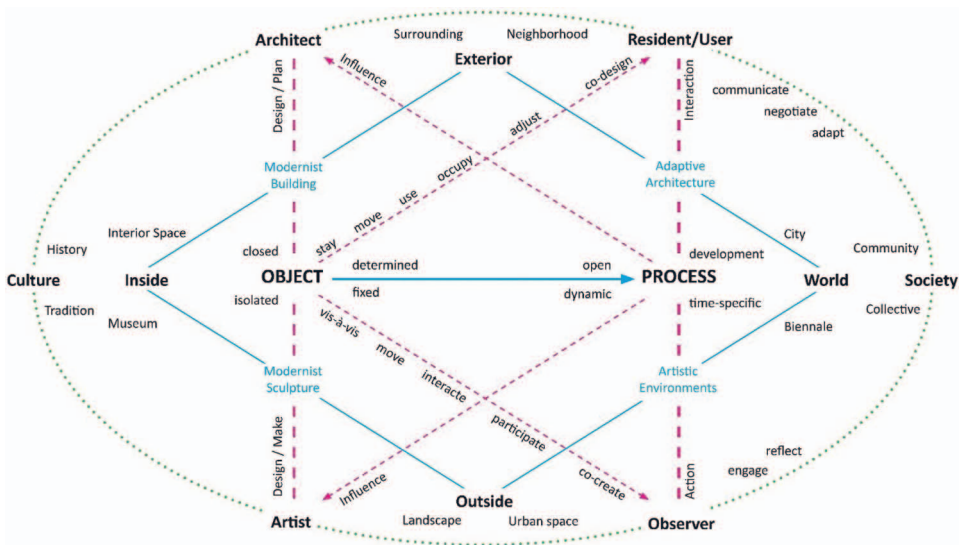 Architect
Surrounding
Neighborhood
Resident/User
Exterior
Design / Plan
Influence
co-design
Interaction
communicate
negotiate
adapt
adjust
Modernist
Building
occupy
Adaptive
Architecture
use
move
stay
History
Interior Space
closed
City
Community
development
determined
open
Culture
Inside
OBJECT
PROCESS
World
Society
isolated
fixed
dynamic
time-specific
Tradition
Museum
Biennale
Collective
vis-à-vis
move
interacte
participate
co-create
Modernist
Sculpture
Artistic
Environments
Design / Make
Influence
Action
reflect
engage
Outside
Landscape
Urban space
Artist
Observer